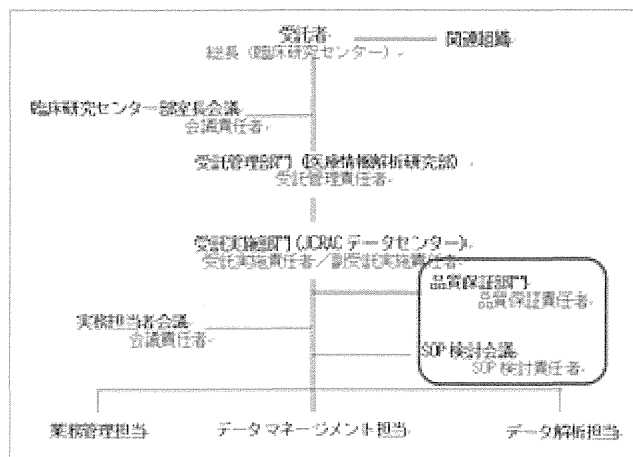 受託者
総長（臨床研究センター）
関連組織
臨床研究センター部室長会議
会議責任者
受託管理部門（医療情報解析研究部）
受託管理責任者
受託実施部門（JCRACデータセンター）
受託実施責任者／副受託実施責任者
品質保証部門
品質保証責任者
実務担当者会議
会議責任者
SOP検討会議
SOP検討責任者
業務管理担当
データマネージメント担当
データ解析担当